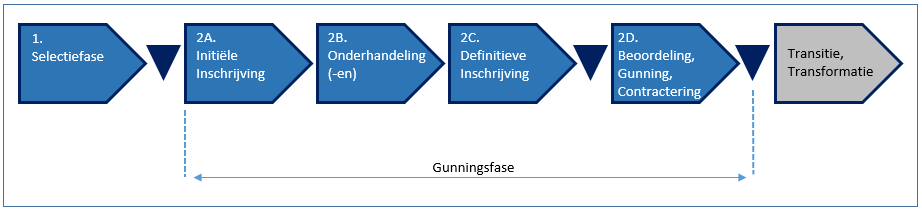 1.
Selectiefase
2A.
Initiële
Inschrijving
2B.
Onderhandeling
(-en)
2C.
Definitieve
Inschrijving
2D.
Beoordeling,
Gunning,
Contractering
Transitie,
Transformatie
Gunningsfase